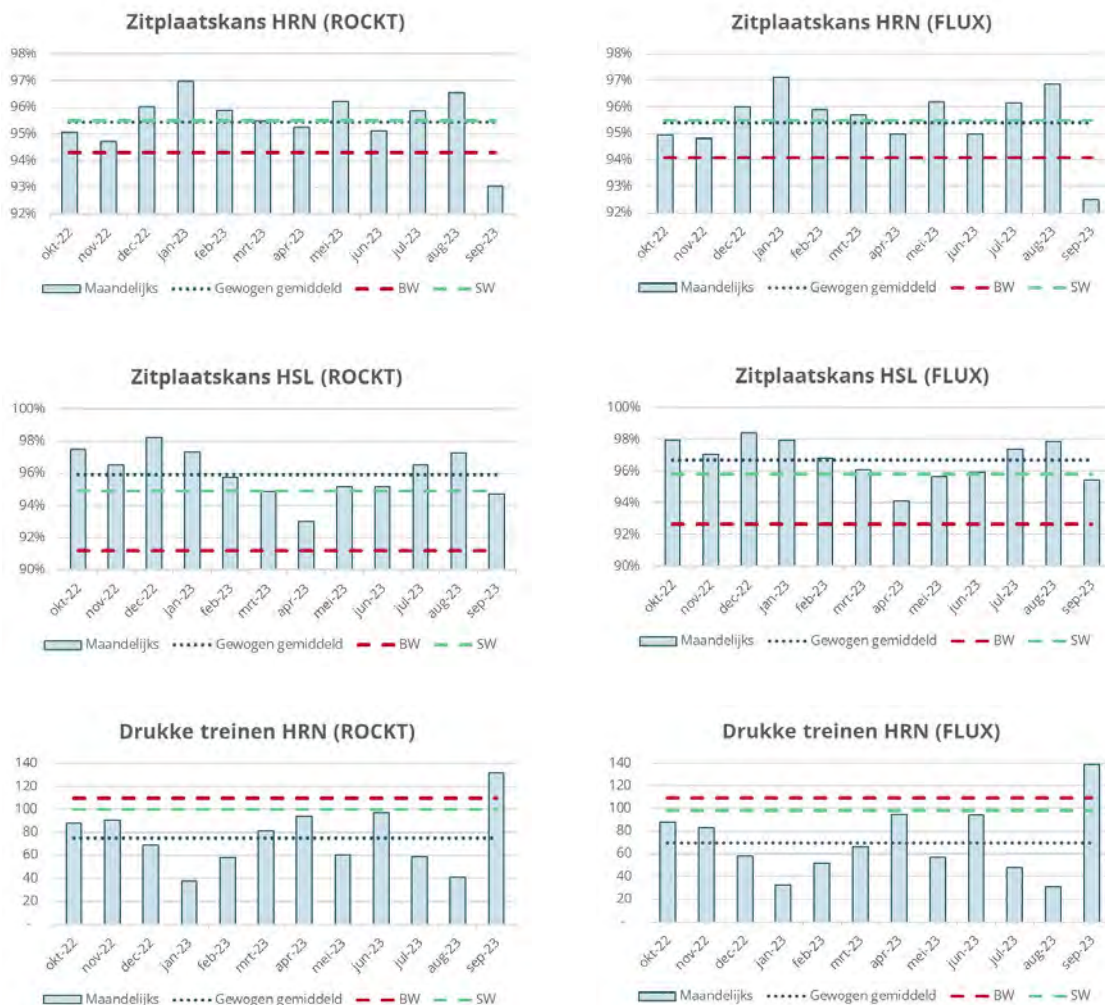 Zitplaatskans HRN (ROCKT)
98%
97%
96%
95%
94%
93%
92%
okt-22 nov-22 dec-22 jan-23 feb-23 mrt-23 apr-23 mei-23 jun-23 jul-23 aug-23 sep-23
Maandelijks Gewogen gemiddeld BW SW
Zitplaatskans HRN (FLUX)
98%
97%
96%
95%
94%
93%
92%
okt-22 nov-22 dec-22 jan-23 feb-23 mrt-23 apr-23 mei-23 jun-23 jul-23 aug-23 sep-23
Maandelijks Gewogen gemiddeld BW SW
Zitplaatskans HSL (ROCKT)
100%
98%
96%
94%
92%
90%
okt-22 nov-22 dec-22 jan-23 feb-23 mrt-23 apr-23 mei-23 jun-23 jul-23 aug-23 sep-23
Maandelijks Gewogen gemiddeld BW SW
Zitplaatskans HSL (FLUX)
100%
98%
96%
94%
92%
90%
okt-22 nov-22 dec-22 jan-23 feb-23 mrt-23 apr-23 mei-23 jun-23 jul-23 aug-23 sep-23
Maandelijks Gewogen gemiddeld BW SW
Drukke treinen HRN (ROCKT)
140
120
100
80
60
40
20
-
okt-22 nov-22 dec-22 jan-23 feb-23 mrt-23 apr-23 mei-23 jun-23 jul-23 aug-23 sep-23
Maandelijks Gewogen gemiddeld BW SW
Drukke treinen HRN (FLUX)
140
120
100
80
60
40
20
-
okt-22 nov-22 dec-22 jan-23 feb-23 mrt-23 apr-23 mei-23 jun-23 jul-23 aug-23 sep-23
Maandelijks Gewogen gemiddeld BW SW